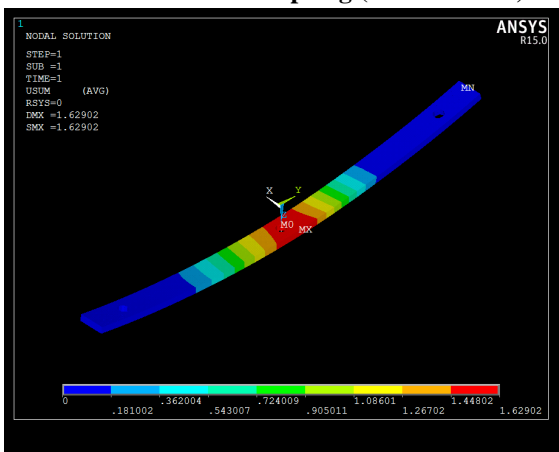 1
NODAL SOLUTION
ANSYS
R15.0
STEP=1
SUB =1
TIME=1
USUM (AVG)
RSYS=0
DMX =1.62902
SMX =1.62902
MN
X Y
Z
M0
MX
0 .362004 .724009 1.08601 1.44802
.181002 .543007 .905011 1.26702 1.62902